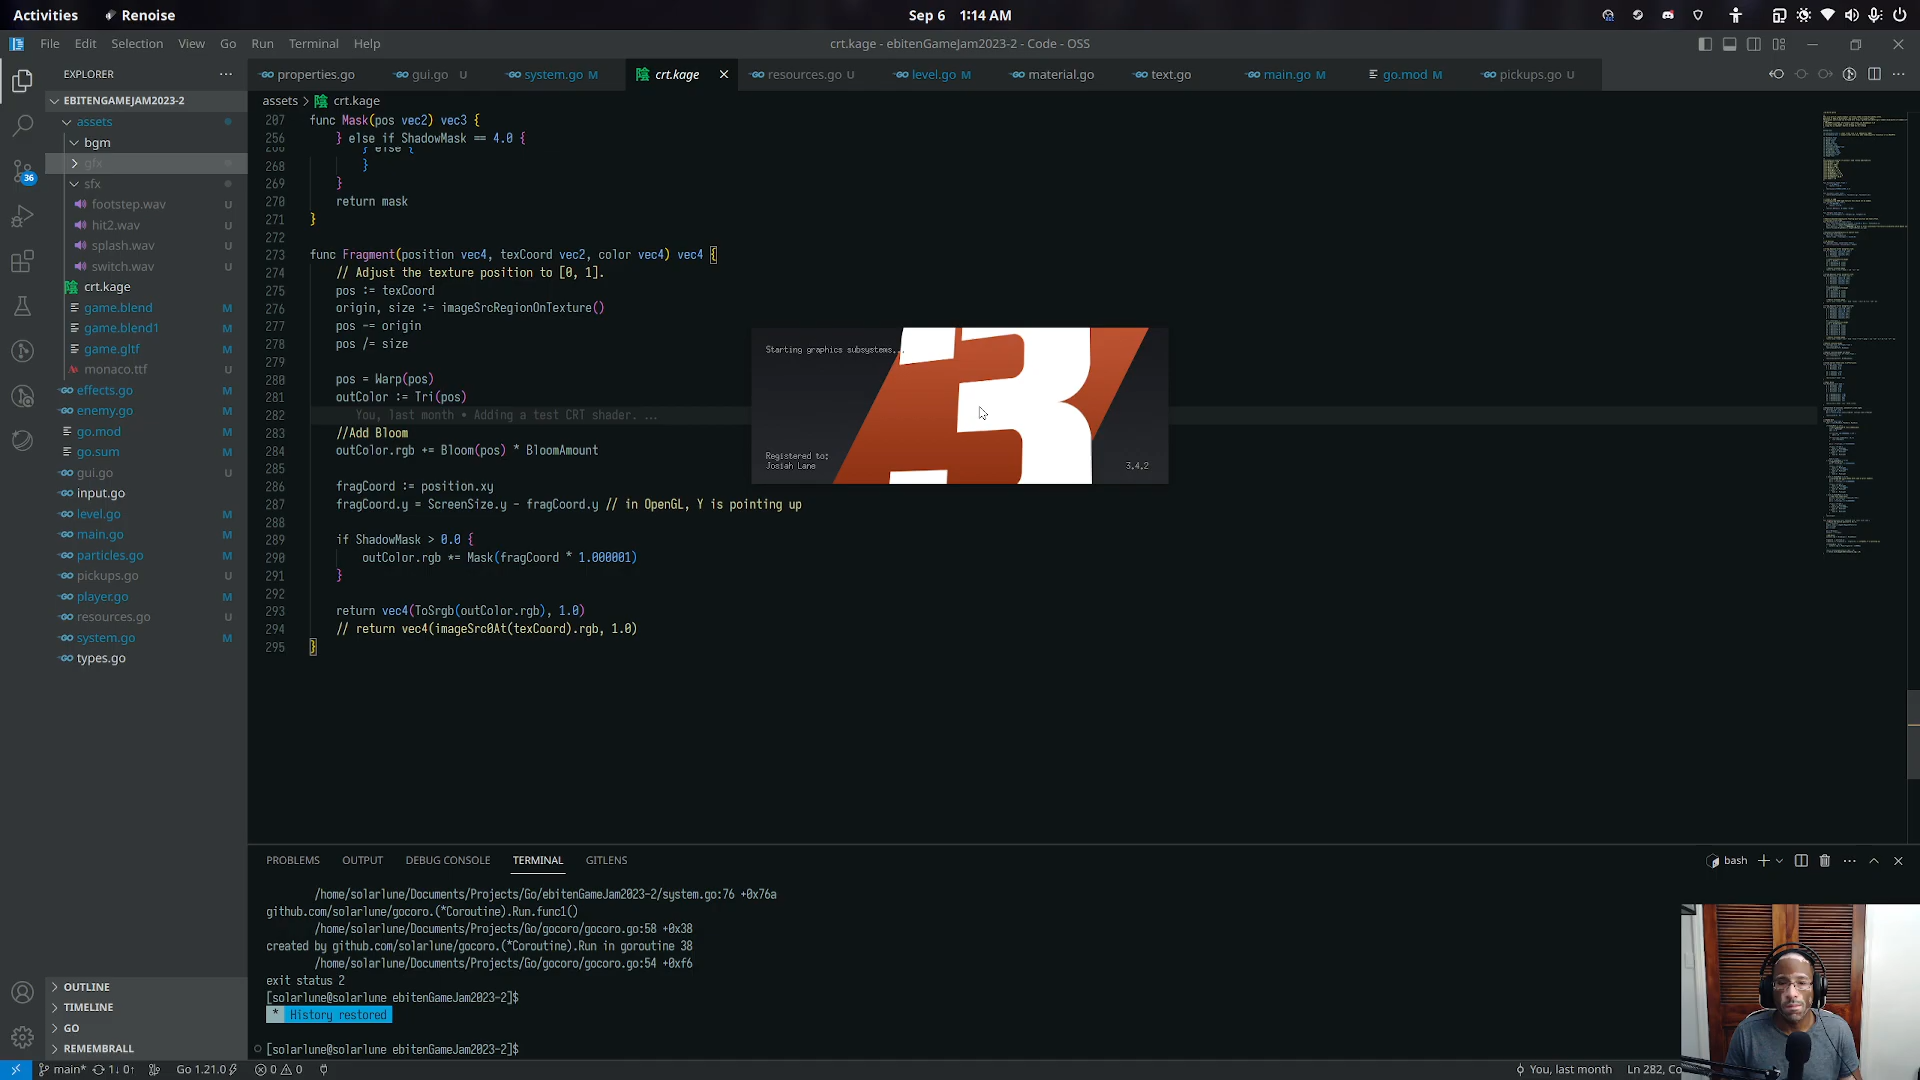 Activities
Renoise
Sep 6 1:14 AM
File Edit Selection View Go Run Terminal Help
crt.kage - ebitenGameJam2023-2 - Code - OSS
EXPLORER
properties.go
gui.go U
system.go M
crt.kage
resources.go U
level.go M
material.go
text.go
main.go M
go.mod M
pickups.go U
EBITENGAMEJAM2023-2
assets
bgm
gfx
sfx
footstep.wav U
hit2.wav U
splash.wav U
switch.wav U
crt.kage
game.blend M
game.blend1 M
game.gltf M
monaco.ttf U
effects.go M
enemy.go M
go.mod M
go.sum M
gui.go U
input.go
level.go M
main.go M
particles.go M
pickups.go U
player.go M
resources.go U
system.go M
types.go
36
OUTLINE
TIMELINE
GO
REMEMBRALL
assets > crt.kage
207 func Mask(pos vec2) vec3 {
256 } else if ShadowMask == 4.0 {
266 } else {
268 }
269 }
270 return mask
271 }
272
273 func Fragment(position vec4, texCoord vec2, color vec4) vec4 {
274 // Adjust the texture position to [0, 1].
275 pos := texCoord
276 origin, size := imageSrcRegionOnTexture()
277 pos -= origin
278 pos /= size
279
280 pos = Warp(pos)
281 outColor := Tri(pos)
282 You, last month • Adding a test CRT shader. ...
283 //Add Bloom
284 outColor.rgb += Bloom(pos) * BloomAmount
285
286 fragCoord := position.xy
287 fragCoord.y = ScreenSize.y - fragCoord.y // in OpenGL, Y is pointing up
288
289 if ShadowMask > 0.0 {
290 outColor.rgb *= Mask(fragCoord * 1.000001)
291 }
292
293 return vec4(ToSrgb(outColor.rgb), 1.0)
294 // return vec4(imageSrc0At(texCoord).rgb, 1.0)
295 }
Starting graphics subsystems...
3
Registered to:
Josiah Lane
3.4.2
PROBLEMS OUTPUT DEBUG CONSOLE TERMINAL GITLENS
bash
/home/solarlune/Documents/Projects/Go/ebitenGameJam2023-2/system.go:76 +0x76a
github.com/solarlune/gocoro.(*Coroutine).Run.func1()
/home/solarlune/Documents/Projects/Go/gocoro/gocoro.go:58 +0x38
created by github.com/solarlune/gocoro.(*Coroutine).Run in goroutine 38
/home/solarlune/Documents/Projects/Go/gocoro/gocoro.go:54 +0xf6
exit status 2
[solarlune@solarlune ebitenGameJam2023-2]$
* History restored
[solarlune@solarlune ebitenGameJam2023-2]$
main* 1↓ 0↑
Go 1.21.0
0 0
You, last month
Ln 282, Co